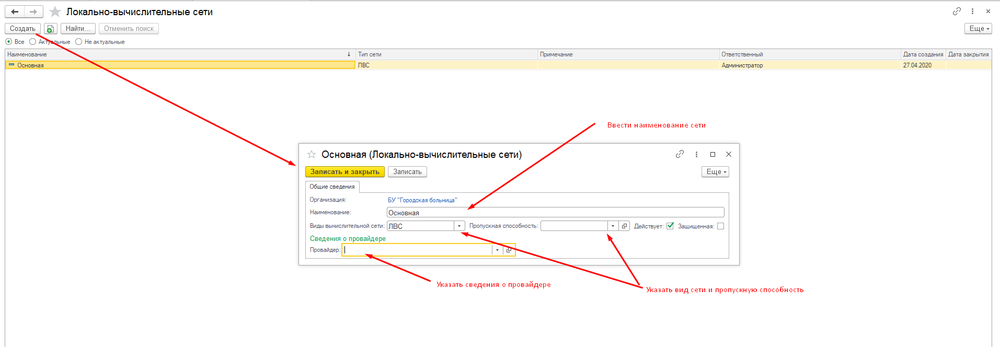 Локально-вычислительные сети
Создать Найти... Отменить поиск Еще
Все Актуальные Не актуальные
Наименование Тип сети Примечание Ответственный Дата создания Дата закрытия
Основная ЛВС Администратор 27.04.2020
Ввести наименование сети
Основная (Локально-вычислительные сети)
Записать и закрыть Записать Еще
Общие сведения
Организация: БУ "Городская больница"
Наименование: Основная
Виды вычислительной сети: ЛВС Пропускная способность: Действует: Защищенная:
Сведения о провайдере
Провайдер:
Указать сведения о провайдере
Указать вид сети и пропускную способность